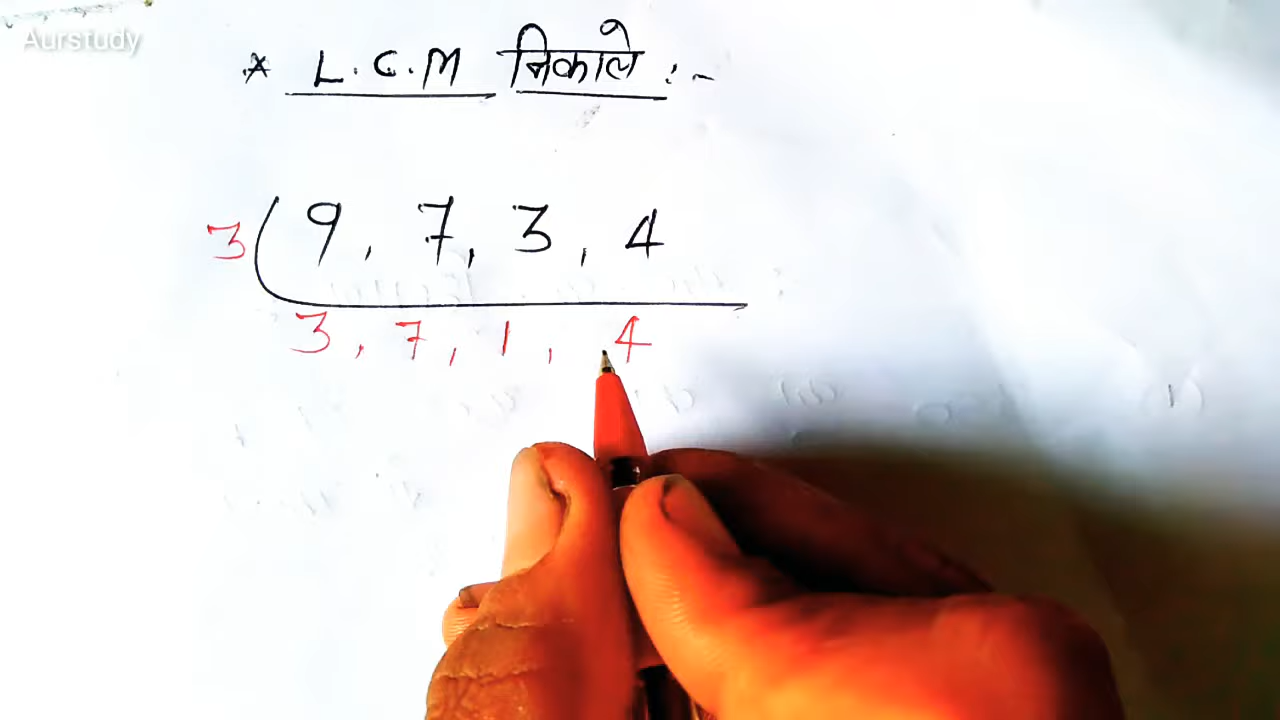 Aurstudy
* L.C.M निकाले :-
3 ( 9, 7, 3, 4
3, 7, 1, 4